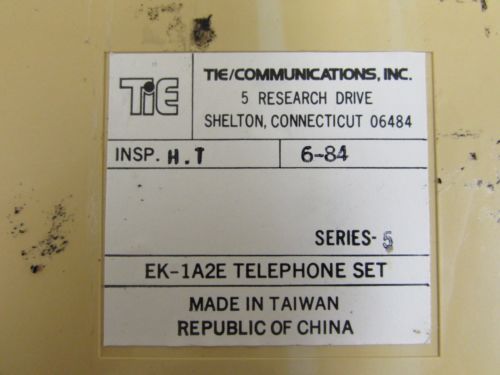 TiE
TIE/COMMUNICATIONS, INC.
5 RESEARCH DRIVE
SHELTON, CONNECTICUT 06484
INSP. H.T 6-84
SERIES- 5
EK-1A2E TELEPHONE SET
MADE IN TAIWAN
REPUBLIC OF CHINA